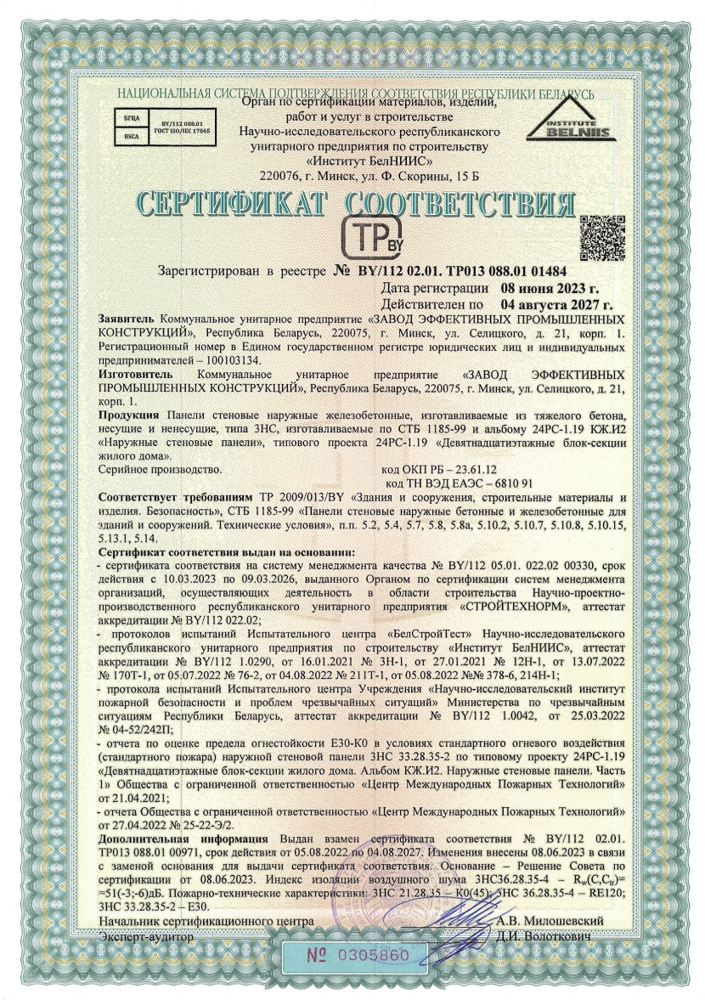 НАЦИОНАЛЬНАЯ СИСТЕМА ПОДТВЕРЖДЕНИЯ СООТВЕТСТВИЯ РЕСПУБЛИКИ БЕЛАРУСЬ
БГЦА
BSCA
BY/112 088.01
ГОСТ ISO/IEC 17065
Орган по сертификации материалов, изделий,
работ и услуг в строительстве
Научно-исследовательского республиканского
унитарного предприятия по строительству
«Институт БелНИИС»
220076, г. Минск, ул. Ф. Скорины, 15 Б
INSTITUTE
BELNIIS
СЕРТИФИКАТ СООТВЕТСТВИЯ
ТР BY
Зарегистрирован в реестре № BY/112 02.01. ТР013 088.01 01484
Дата регистрации 08 июня 2023 г.
Действителен по 04 августа 2027 г.
Заявитель Коммунальное унитарное предприятие «ЗАВОД ЭФФЕКТИВНЫХ ПРОМЫШЛЕННЫХ
КОНСТРУКЦИЙ», Республика Беларусь, 220075, г. Минск, ул. Селицкого, д. 21, корп. 1.
Регистрационный номер в Едином государственном регистре юридических лиц и индивидуальных
предпринимателей – 100103134.
Изготовитель Коммунальное унитарное предприятие «ЗАВОД ЭФФЕКТИВНЫХ
ПРОМЫШЛЕННЫХ КОНСТРУКЦИЙ», Республика Беларусь, 220075, г. Минск, ул. Селицкого, д. 21,
корп. 1.
Продукция Панели стеновые наружные железобетонные, изготавливаемые из тяжелого бетона,
несущие и ненесущие, типа 3НС, изготавливаемые по СТБ 1185-99 и альбому 24РС-1.19 КЖ.И2
«Наружные стеновые панели», типового проекта 24РС-1.19 «Девятнадцатиэтажные блок-секции
жилого дома».
Серийное производство. код ОКП РБ – 23.61.12
код ТН ВЭД ЕАЭС – 6810 91
Соответствует требованиям ТР 2009/013/BY «Здания и сооружения, строительные материалы и
изделия. Безопасность», СТБ 1185-99 «Панели стеновые наружные бетонные и железобетонные для
зданий и сооружений. Технические условия», п.п. 5.2, 5.4, 5.7, 5.8, 5.8а, 5.10.2, 5.10.7, 5.10.8, 5.10.15,
5.13.1, 5.14.
Сертификат соответствия выдан на основании:
- сертификата соответствия на систему менеджмента качества № BY/112 05.01. 022.02 00330, срок
действия с 10.03.2023 по 09.03.2026, выданного Органом по сертификации систем менеджмента
организаций, осуществляющих деятельность в области строительства Научно-проектно-
производственного республиканского унитарного предприятия «СТРОЙТЕХНОРМ», аттестат
аккредитации № BY/112 022.02;
- протоколов испытаний Испытательного центра «БелСтройТест» Научно-исследовательского
республиканского унитарного предприятия по строительству «Институт БелНИИС», аттестат
аккредитации № BY/112 1.0290, от 16.01.2021 № 3Н-1, от 27.01.2021 № 12Н-1, от 13.07.2022
№ 170Т-1, от 05.07.2022 № 76-2, от 04.08.2022 № 211Т-1, от 05.08.2022 №№ 378-6, 214Н-1;
- протокола испытаний Испытательного центра Учреждения «Научно-исследовательский институт
пожарной безопасности и проблем чрезвычайных ситуаций» Министерства по чрезвычайным
ситуациям Республики Беларусь, аттестат аккредитации № BY/112 1.0042, от 25.03.2022
№ 04-52/242П;
- отчета по оценке предела огнестойкости Е30-К0 в условиях стандартного огневого воздействия
(стандартного пожара) наружной стеновой панели 3НС 33.28.35-2 по типовому проекту 24РС-1.19
«Девятнадцатиэтажные блок-секции жилого дома. Альбом КЖ.И2. Наружные стеновые панели. Часть
1» Общества с ограниченной ответственностью «Центр Международных Пожарных Технологий»
от 21.04.2021;
- отчета Общества с ограниченной ответственностью «Центр Международных Пожарных Технологий»
от 27.04.2022 № 25-22-Э/2.
Дополнительная информация Выдан взамен сертификата соответствия № BY/112 02.01.
ТР013 088.01 00971, срок действия от 05.08.2022 по 04.08.2027. Изменения внесены 08.06.2023 в связи
с заменой основания для выдачи сертификата соответствия. Основание – Решение Совета по
сертификации от 08.06.2023. Индекс изоляции воздушного шума 3НС36.28.35-4 – Rw(C,Ctr)=
=51(-3;-6)дБ. Пожарно-технические характеристики: 3НС 21.28.35 – К0(45); 3НС 36.28.35-4 – RE120;
3НС 33.28.35-2 – Е30.
Начальник сертификационного центра А.В. Милошевский
Эксперт-аудитор Д.И. Волоткович
№ 0305860